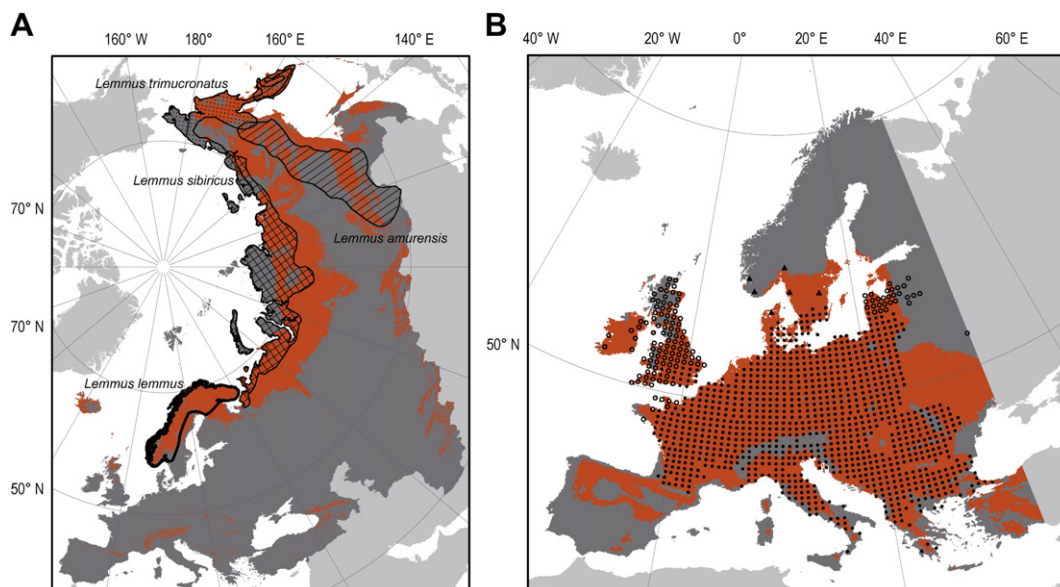 A
160° W 180° 160° E 140° E
Lemmus trimucronatus
Lemmus sibiricus
70° N
Lemmus amurensis
70° N
Lemmus lemmus
50° N
B
40° W 20° W 0° 20° E 40° E 60° E
50° N